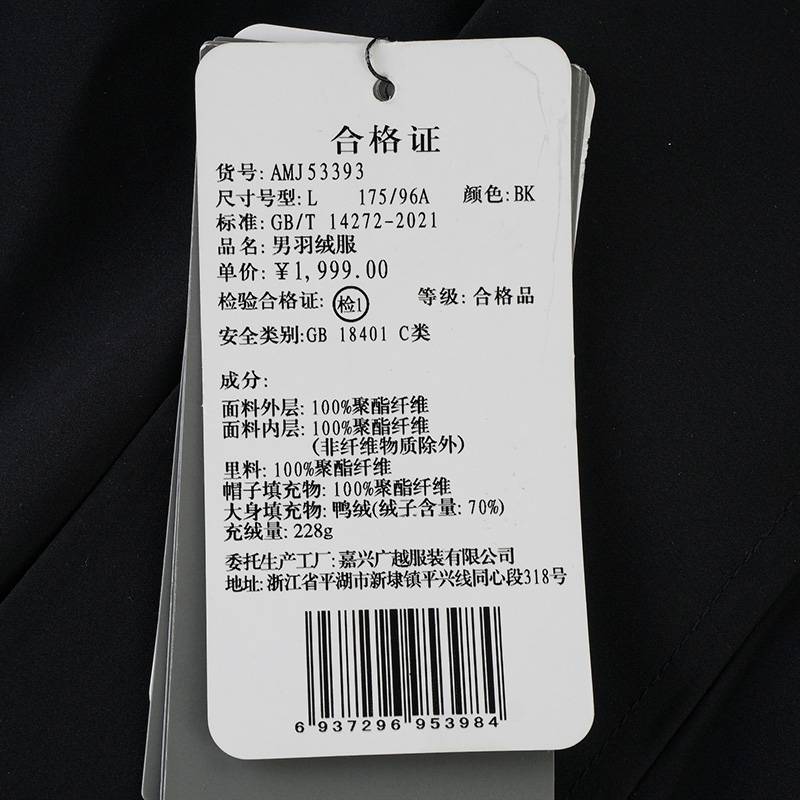 合格证
货号: AMJ53393
尺寸号型: L 175/96A 颜色: BK
标准: GB/T 14272-2021
品名: 男羽绒服
单价: ¥1,999.00
检验合格证: 检1 等级: 合格品
安全类别:GB 18401 C类
成分:
面料外层: 100%聚酯纤维
面料内层: 100%聚酯纤维
(非纤维物质除外)
里料: 100%聚酯纤维
帽子填充物: 100%聚酯纤维
大身填充物: 鸭绒(绒子含量: 70%)
充绒量: 228g
委托生产工厂: 嘉兴广越服装有限公司
地址: 浙江省平湖市新埭镇平兴线同心段318号
6 937296 953984